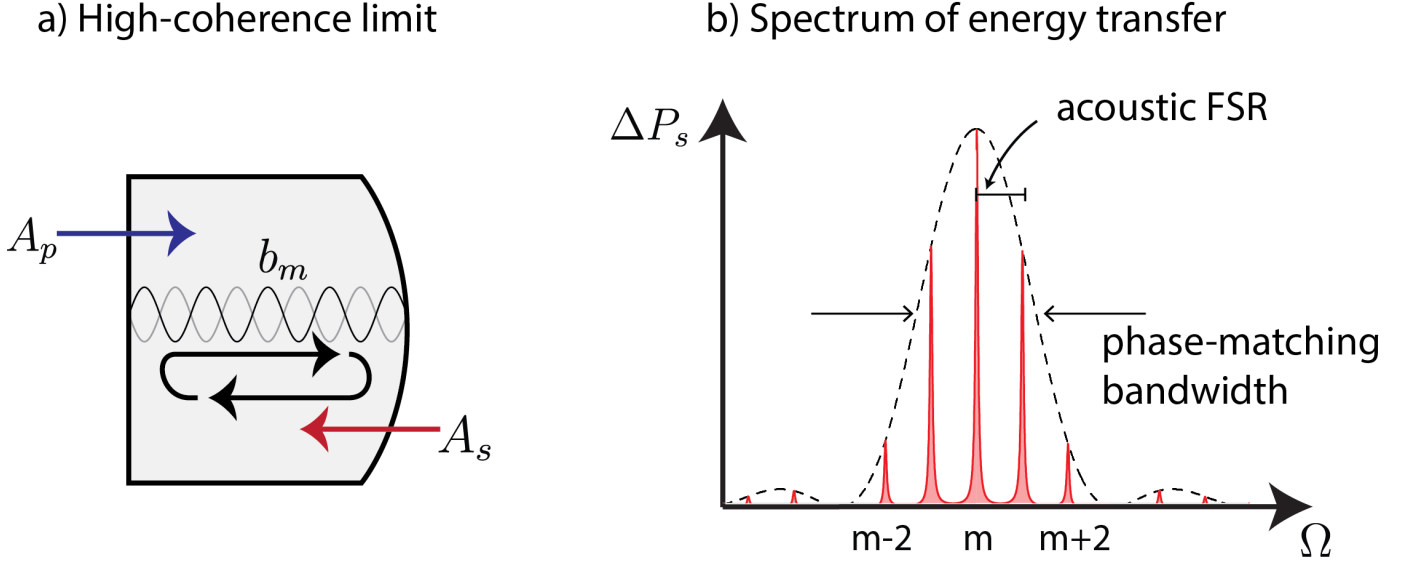 a) High-coherence limit
A_p
b_m
A_s
b) Spectrum of energy transfer
ΔP_s
acoustic FSR
phase-matching
bandwidth
m-2 m m+2
Ω